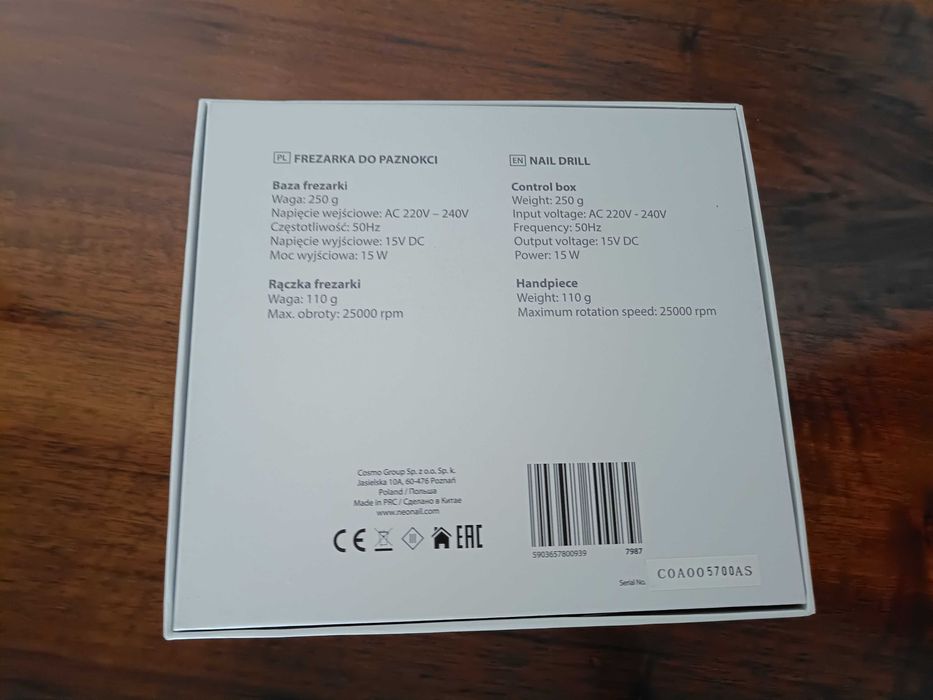 PL FREZARKA DO PAZNOKCI
Baza frezarki
Waga: 250 g
Napięcie wejściowe: AC 220V – 240V
Częstotliwość: 50Hz
Napięcie wyjściowe: 15V DC
Moc wyjściowa: 15 W
Rączka frezarki
Waga: 110 g
Max. obroty: 25000 rpm
EN NAIL DRILL
Control box
Weight: 250 g
Input voltage: AC 220V - 240V
Frequency: 50Hz
Output voltage: 15V DC
Power: 15 W
Handpiece
Weight: 110 g
Maximum rotation speed: 25000 rpm
Cosmo Group Sp. z o.o. Sp. k.
Jasielska 10A, 60-476 Poznań
Poland / Польша
Made in PRC / Сделано в Китае
www.neonail.com
CE III EAC
5903657800939 7987
Serial No. COAOO5700AS